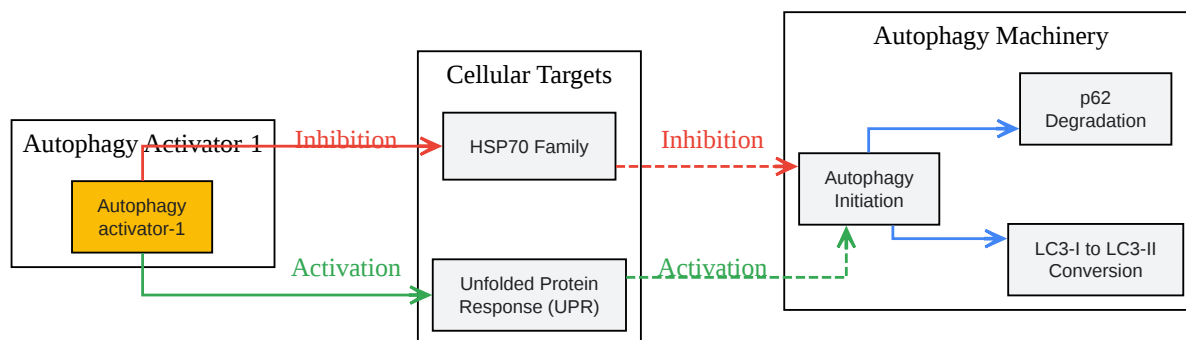 Autophagy Activator-1
Autophagy
activator-1
Inhibition
Activation
Cellular Targets
HSP70 Family
Unfolded Protein
Response (UPR)
Inhibition
Activation
Autophagy Machinery
Autophagy
Initiation
p62
Degradation
LC3-I to LC3-II
Conversion